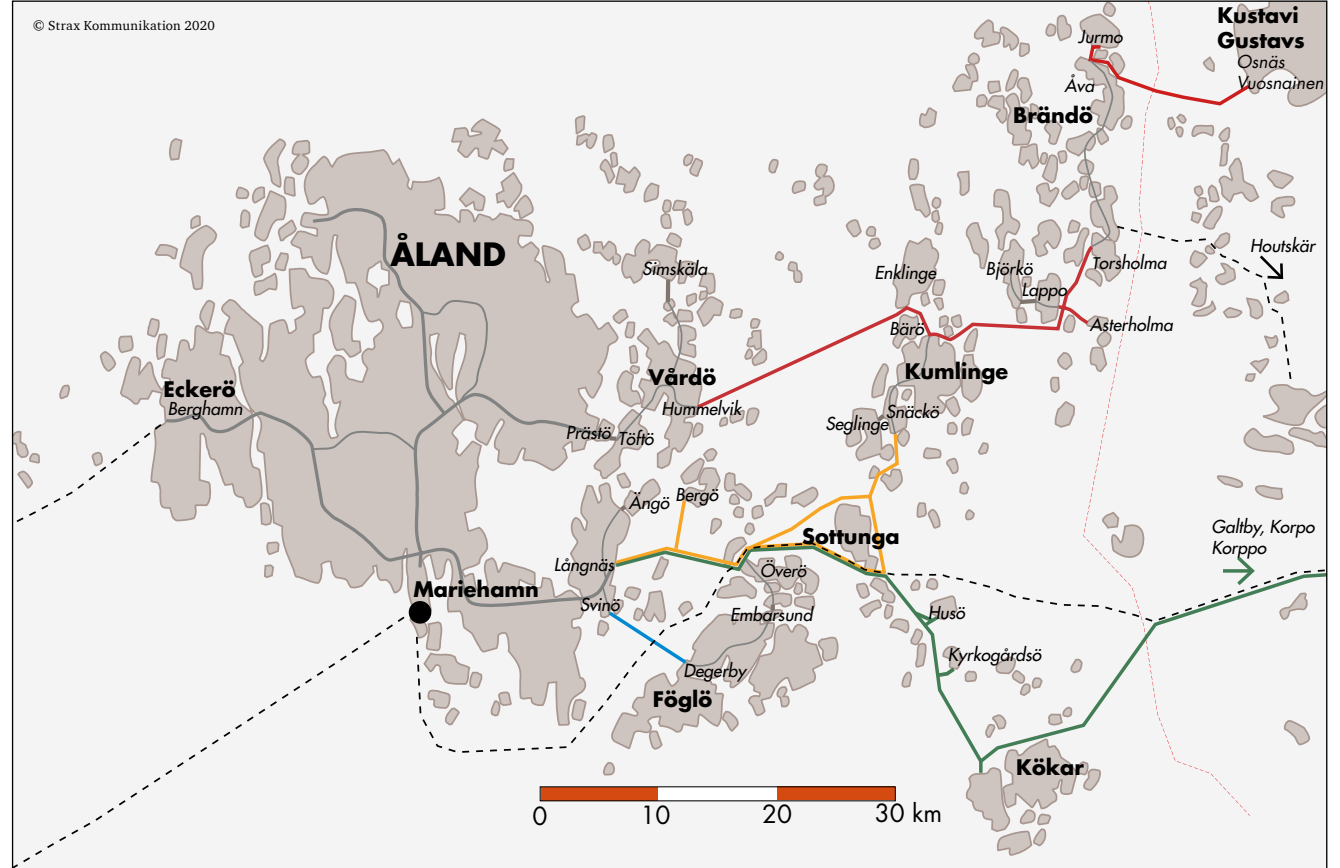 © Strax Kommunikation 2020
Kustavi
Gustavs
Osnäs
Vuosnainen
Jurmo
Åva
Brändö
Houtskär
ÅLAND
Simskäla
Enklinge
Björkö
Torsholma
Lappo
Bärö
Asterholma
Eckerö
Berghamn
Vårdö
Hummelvik
Kumlinge
Prästö
Töftö
Seglinge
Snäckö
Ängö
Bergö
Långnäs
Sottunga
Galtby, Korpo
Korppo
Överö
Mariehamn
Svinö
Embarsund
Husö
Degerby
Kyrkogårdsö
Föglö
Kökar
0
10
20
30 km